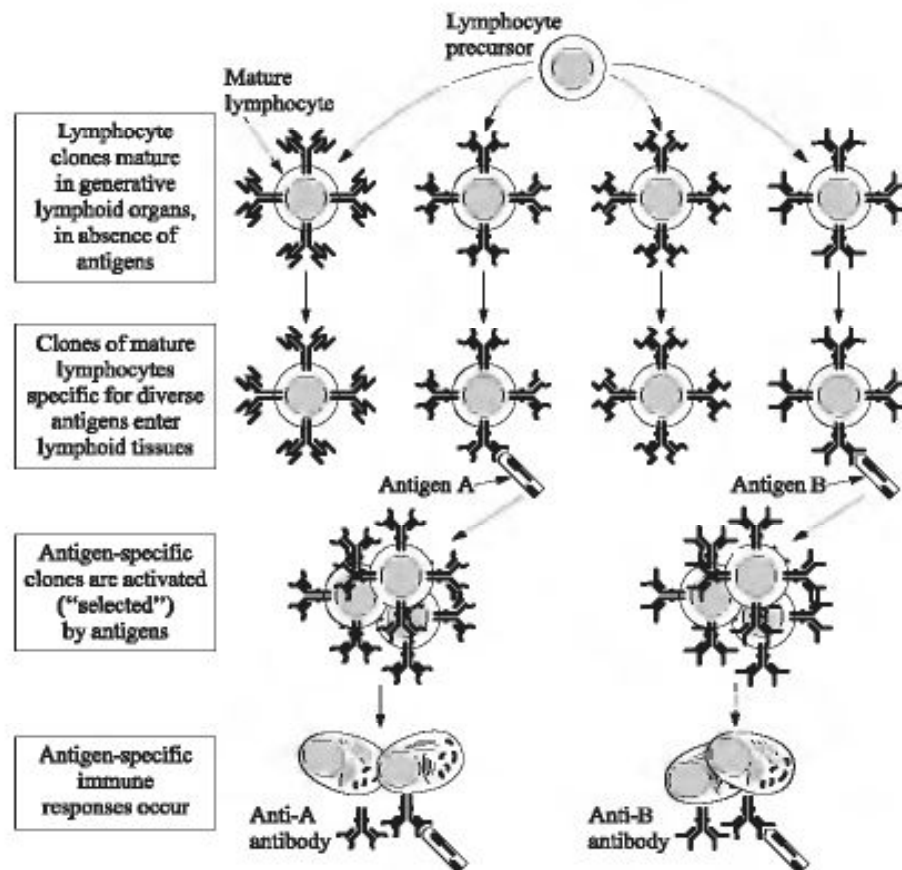 Lymphocyte
precursor
Mature
lymphocyte
Lymphocyte
clones mature
in generative
lymphoid organs,
in absence of
antigens
Clones of mature
lymphocytes
specific for diverse
antigens enter
lymphoid tissues
Antigen A
Antigen B
Antigen-specific
clones are activated
(“selected”)
by antigens
Antigen-specific
immune
responses occur
Anti-A
antibody
Anti-B
antibody